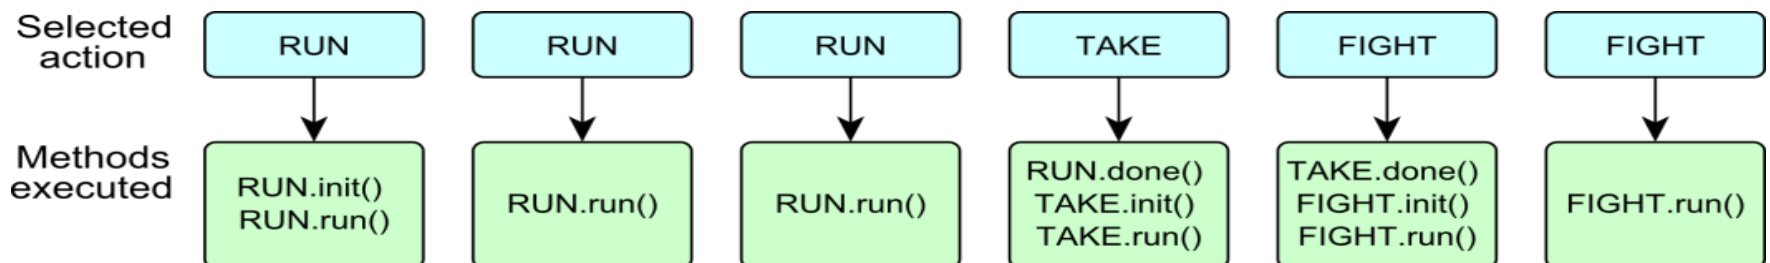 Selected
action
RUN
RUN
RUN
TAKE
FIGHT
FIGHT
Methods
executed
RUN.init()
RUN.run()
RUN.run()
RUN.run()
RUN.done()
TAKE.init()
TAKE.run()
TAKE.done()
FIGHT.init()
FIGHT.run()
FIGHT.run()